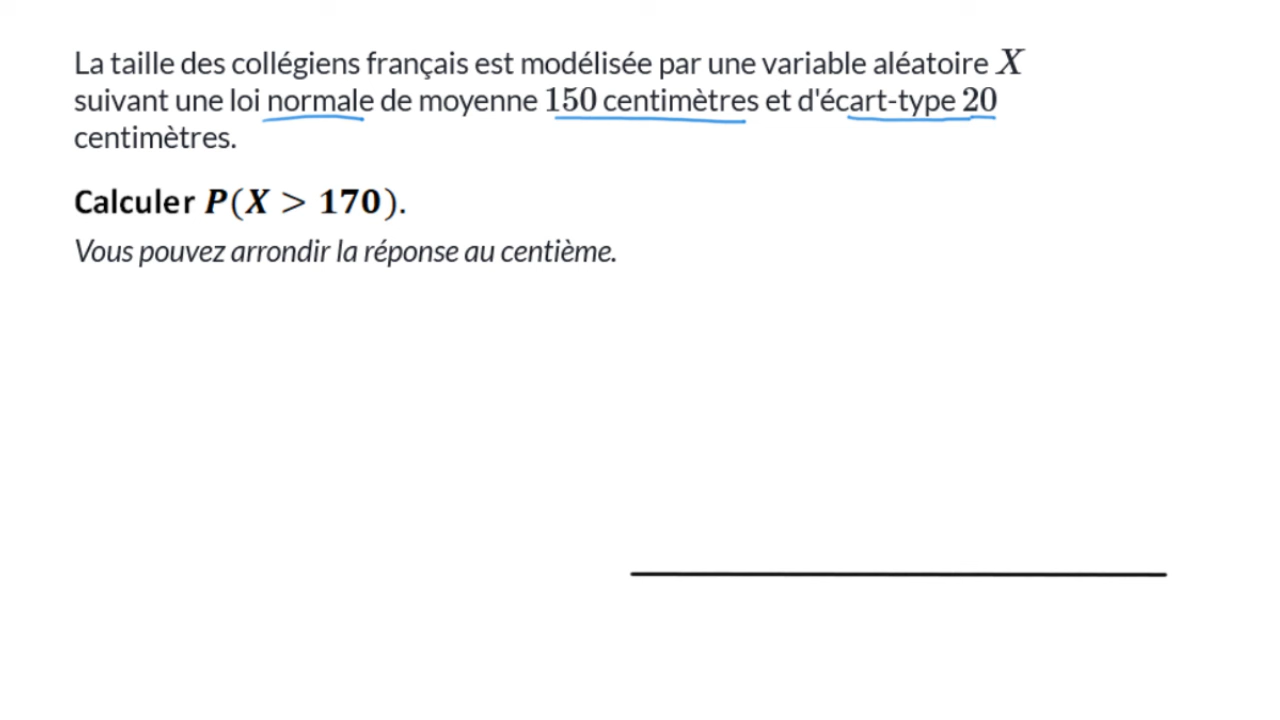 La taille des collégiens français est modélisée par une variable aléatoire X
suivant une loi normale de moyenne 150 centimètres et d'écart-type 20
centimètres.
Calculer P(X > 170).
Vous pouvez arrondir la réponse au centième.